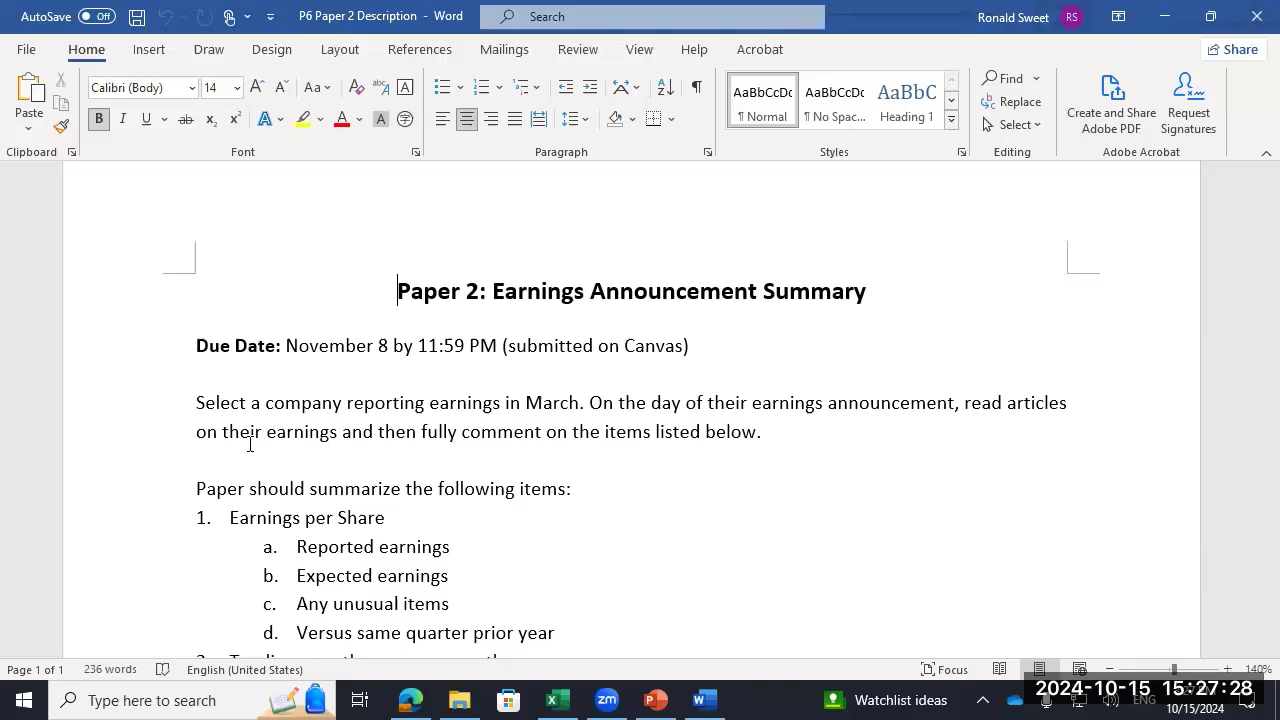 AutoSave Off P6 Paper 2 Description - Word Search Ronald Sweet RS
File Home Insert Draw Design Layout References Mailings Review View Help Acrobat Share
Paste
Calibri (Body) 14
Find
Replace
Select
AaBbCcDc AaBbCcDc AaBbC
¶ Normal ¶ No Spac... Heading 1
Create and Share Adobe PDF
Request Signatures
Clipboard Font Paragraph Styles Editing Adobe Acrobat
Paper 2: Earnings Announcement Summary
Due Date: November 8 by 11:59 PM (submitted on Canvas)
Select a company reporting earnings in March. On the day of their earnings announcement, read articles
on their earnings and then fully comment on the items listed below.
Paper should summarize the following items:
1. Earnings per Share
a. Reported earnings
b. Expected earnings
c. Any unusual items
d. Versus same quarter prior year
Page 1 of 1 236 words English (United States) Focus 140%
Type here to search Watchlist ideas ENG
2024-10-15 15:07:28
10/15/2024